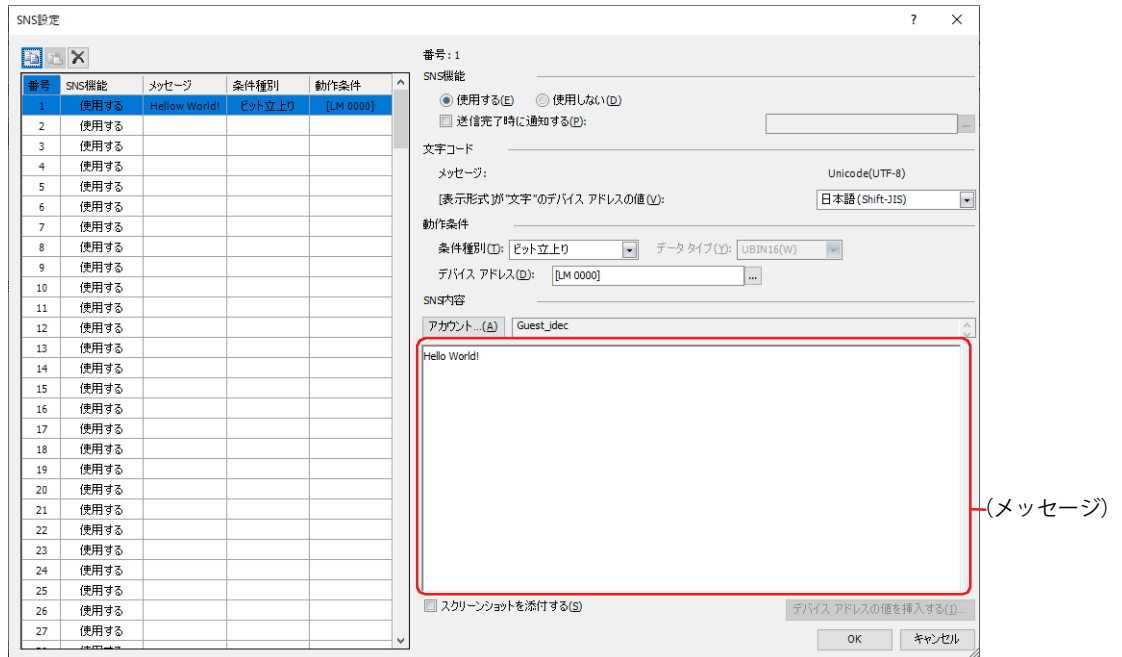 SNS設定
?
番号 SNS機能 メッセージ 条件種別 動作条件
1 使用する Hellow World! ビット立上り [LM 0000]
2 使用する
3 使用する
4 使用する
5 使用する
6 使用する
7 使用する
8 使用する
9 使用する
10 使用する
11 使用する
12 使用する
13 使用する
14 使用する
15 使用する
16 使用する
17 使用する
18 使用する
19 使用する
20 使用する
21 使用する
22 使用する
23 使用する
24 使用する
25 使用する
26 使用する
27 使用する
番号:1
SNS機能
使用する(E) 使用しない(D)
送信完了時に通知する(P): ...
文字コード
メッセージ: Unicode(UTF-8)
[表示形式]が"文字"のデバイス アドレスの値(V): 日本語(Shift-JIS)
動作条件
条件種別(T): ビット立上り データ タイプ(Y): UBIN16(W)
デバイス アドレス(D): [LM 0000] ...
SNS内容
アカウント...(A) Guest_idec
Hello World!
(メッセージ)
スクリーンショットを添付する(S) デバイス アドレスの値を挿入する(I)...
OK キャンセル